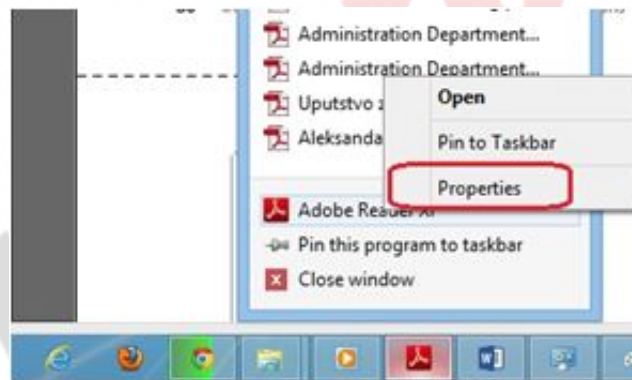 Administration Department...
Administration Department...
Uputstvo
Aleksanda
Open
Pin to Taskbar
Properties
Adobe Reader XI
Pin this program to taskbar
Close window